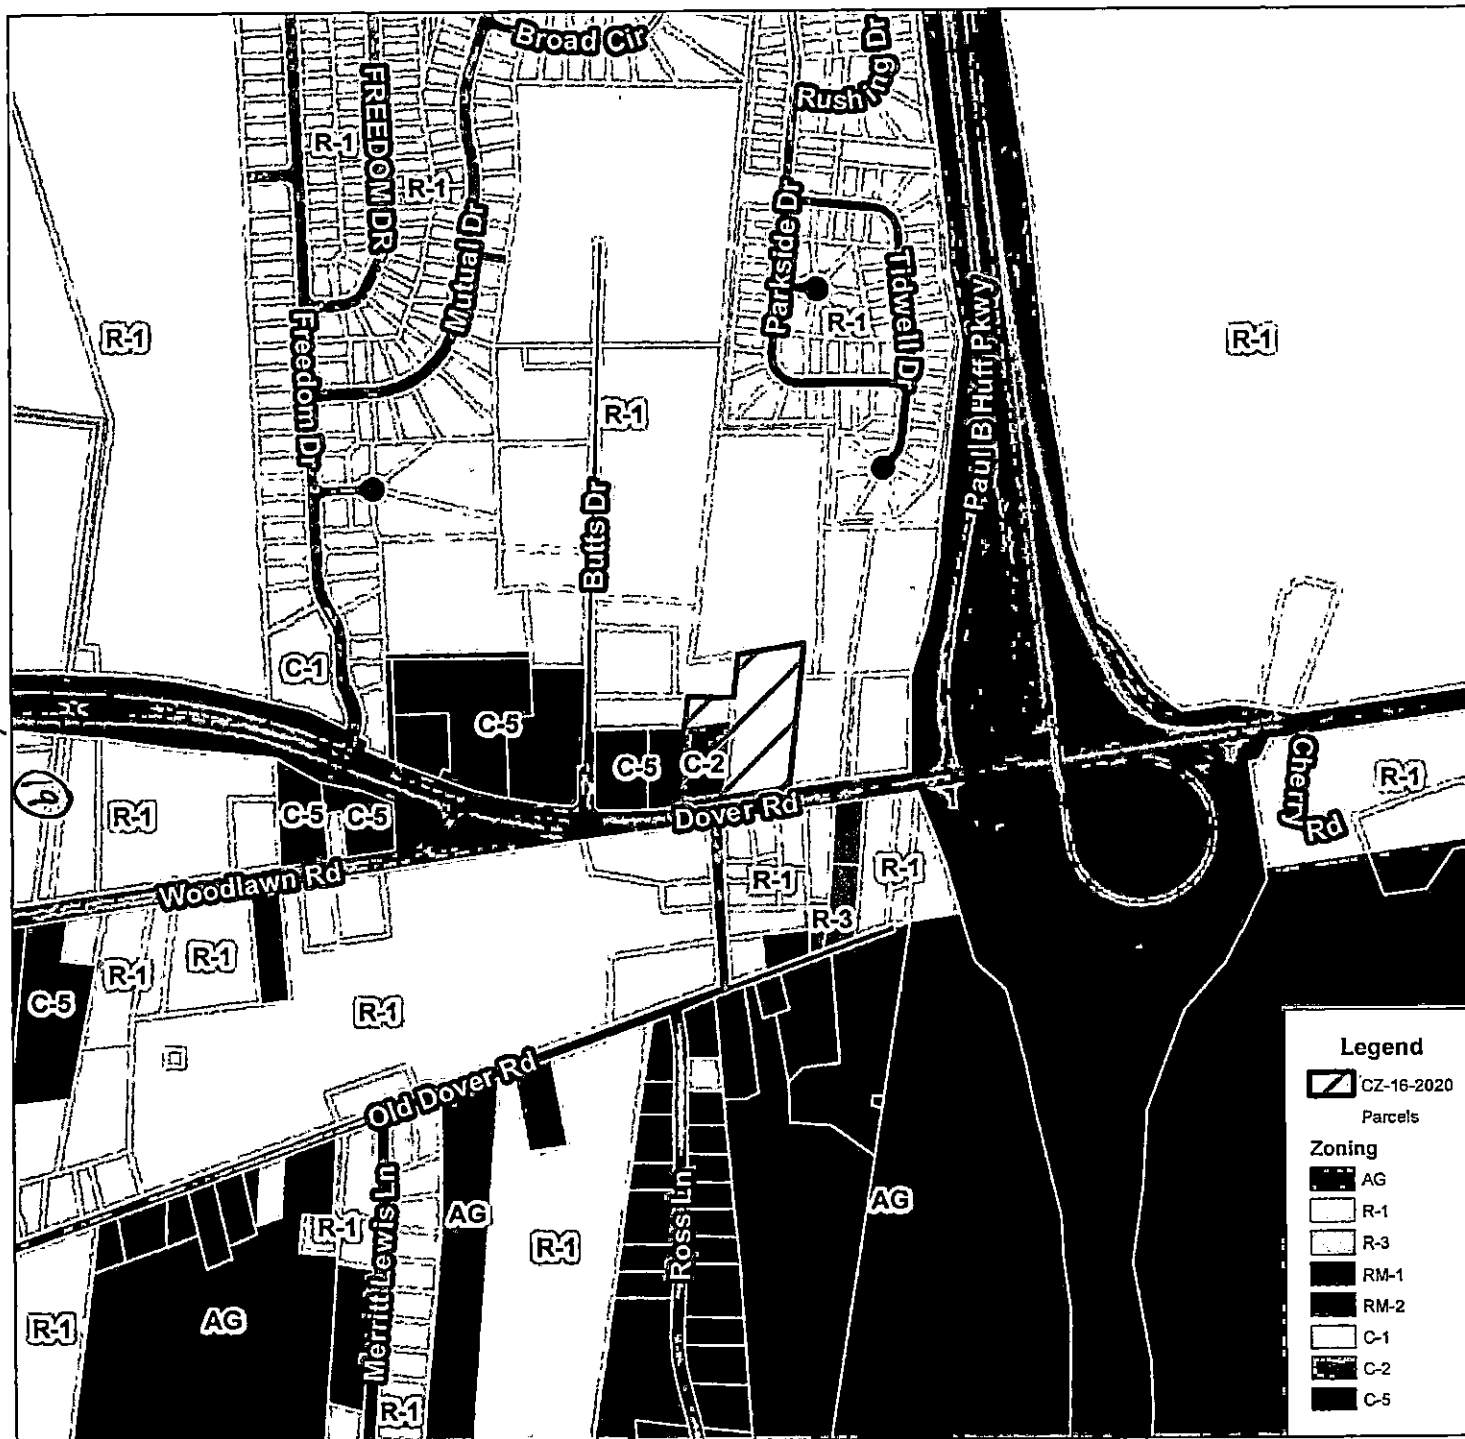 Broad Cir
Rushing Dr
FREEDOM DR
R-1
R-1
Mutual Dr
Parkside Dr
Tidwell Dr
R-1
Paul B Huff Pkwy
R-1
R-1
Freedom Dr
R-1
Butts Dr
C-1
C-5
C-5
C-2
Dover Rd
Cherry Rd
R-1
R-1
C-5
C-5
Woodlawn Rd
R-1
R-1
R-3
R-1
R-1
C-5
R-1
Old Dover Rd
Merritt Lewis Ln
Ross Ln
AG
AG
R-1
R-1
R-1
AG
R-1
Legend
CZ-16-2020
Parcels
Zoning
AG
R-1
R-3
RM-1
RM-2
C-1
C-2
C-5